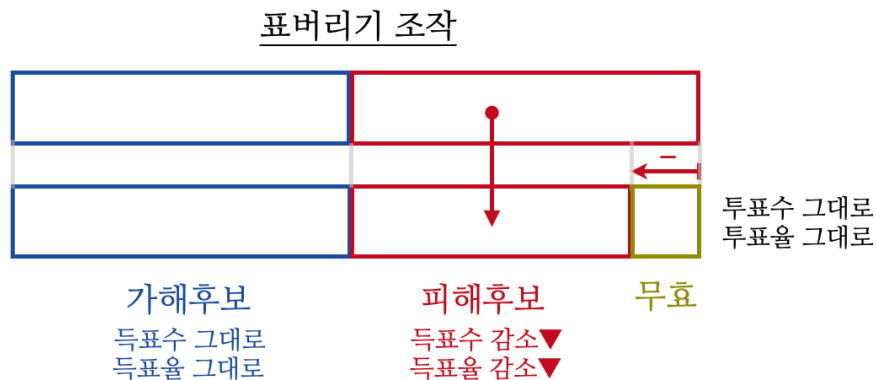 표버리기 조작
투표수 그대로
투표율 그대로
가해후보
득표수 그대로
득표율 그대로
피해후보
득표수 감소▼
득표율 감소▼
무효